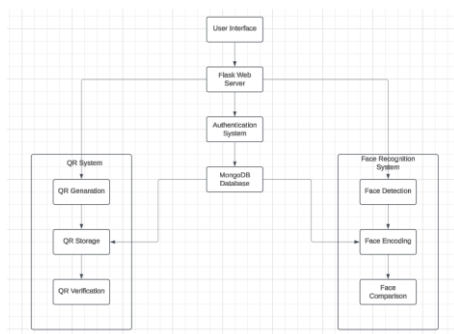 User Interface
Flask Web
Server
Authentication
System
MongoDB
Database
QR System
QR Genaration
QR Storage
QR Verification
Face Recognition
System
Face Detection
Face Encoding
Face
Comparison